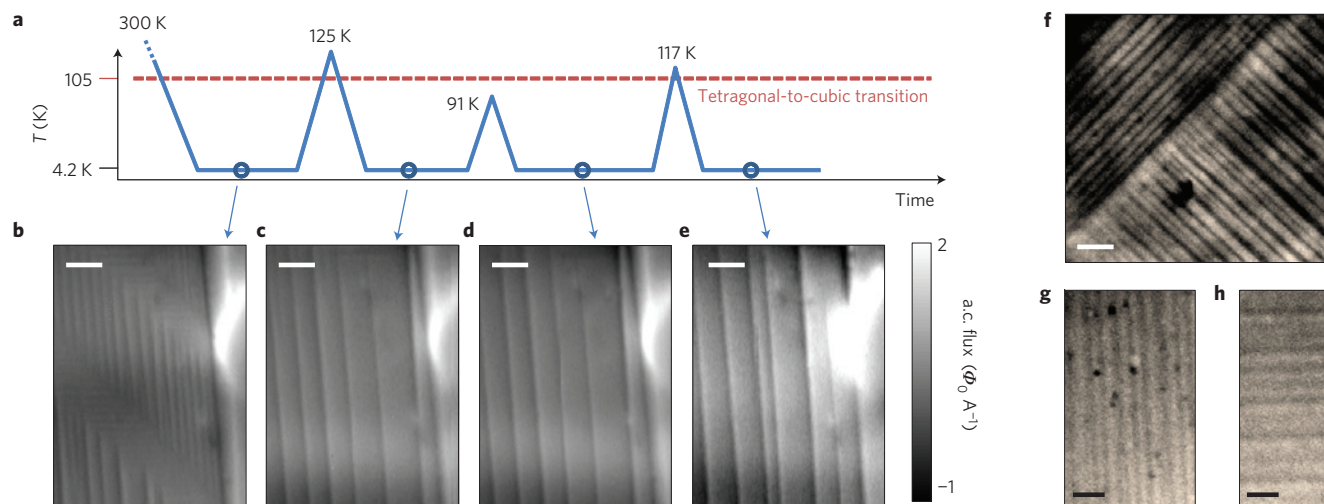 a
300 K
125 K
117 K
105
91 K
Tetragonal-to-cubic transition
T (K)
4.2 K
Time
b
c
d
e
2
a.c. flux (Φ₀ A⁻¹)
−1
f
g
h